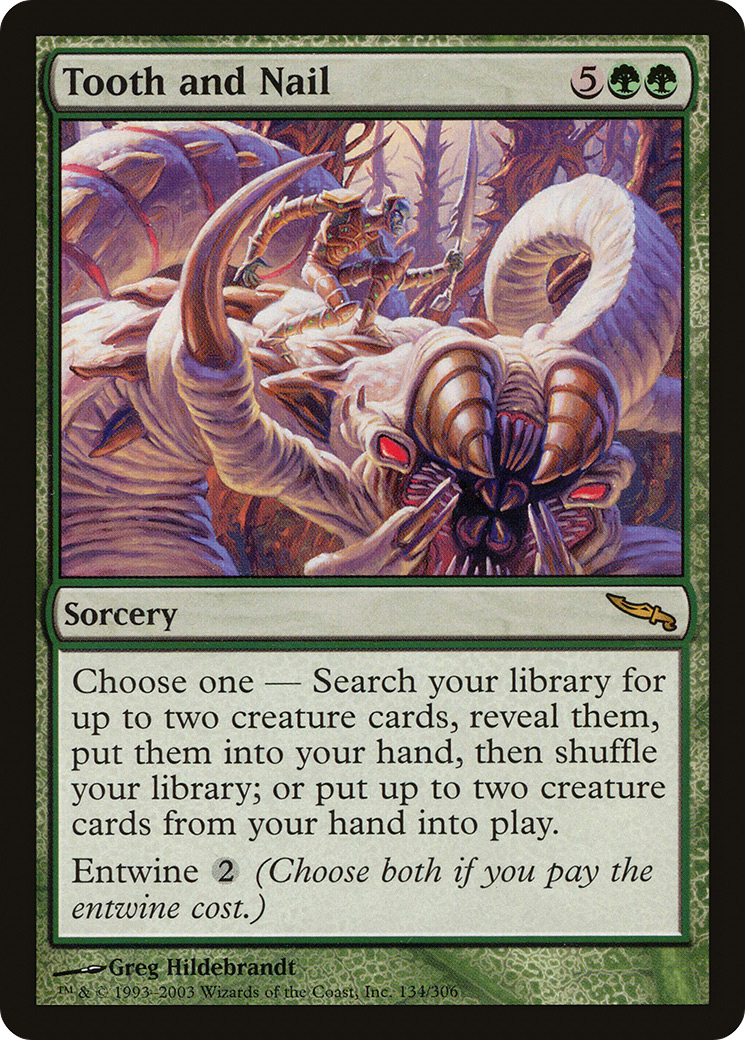 Tooth and Nail 5
Sorcery
Choose one — Search your library for
up to two creature cards, reveal them,
put them into your hand, then shuffle
your library; or put up to two creature
cards from your hand into play.
Entwine 2 (Choose both if you pay the
entwine cost.)
Greg Hildebrandt
™ & © 1993–2003 Wizards of the Coast, Inc. 134/306